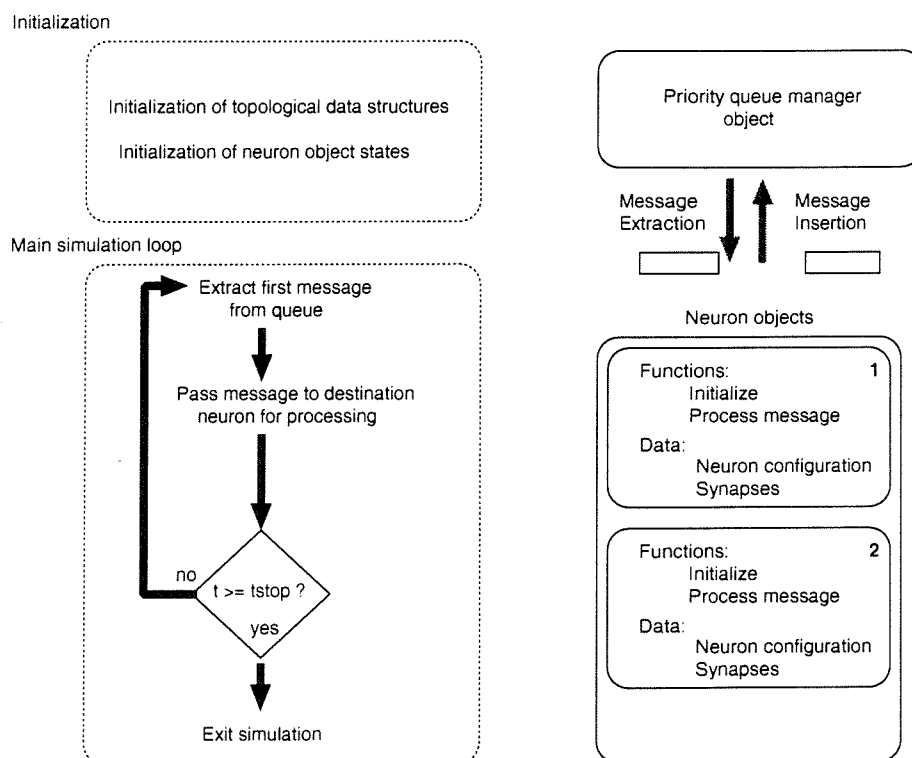 Initialization
Initialization of topological data structures
Initialization of neuron object states
Main simulation loop
Extract first message
from queue
Pass message to destination
neuron for processing
t >= tstop ?
no
yes
Exit simulation
Priority queue manager
object
Message
Extraction
Message
Insertion
Neuron objects
Functions: 1
Initialize
Process message
Data:
Neuron configuration
Synapses
Functions: 2
Initialize
Process message
Data:
Neuron configuration
Synapses